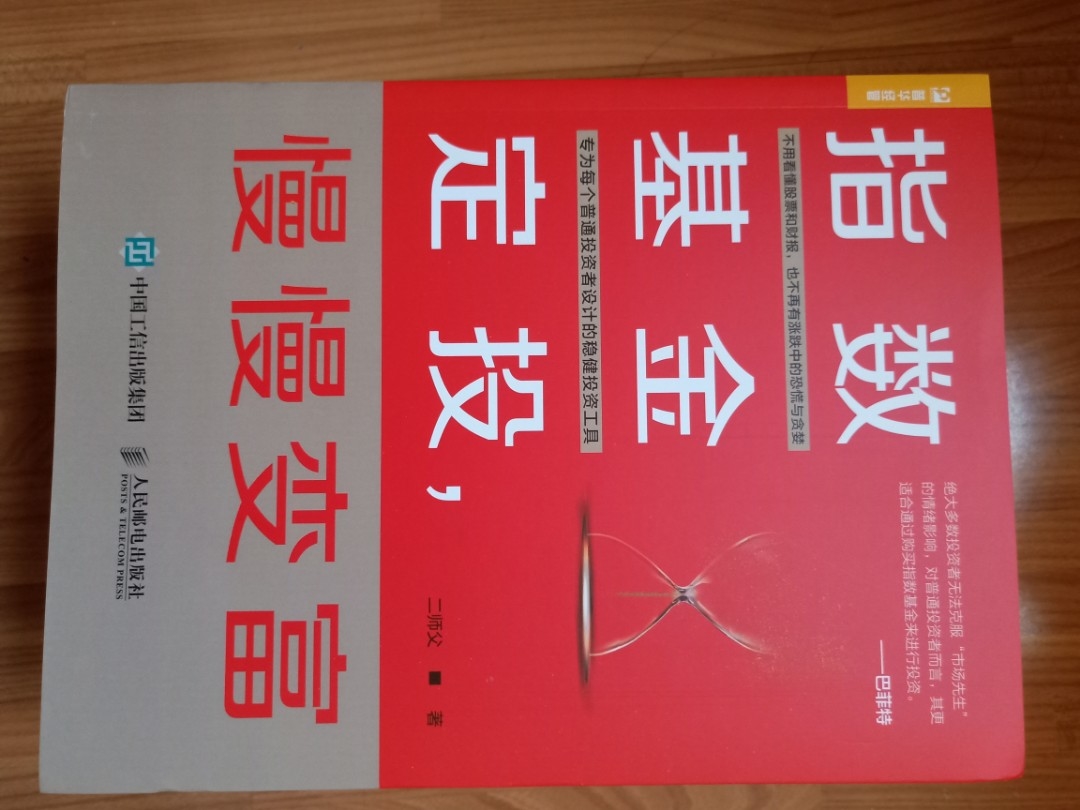 普华经管
指数
基金
定投，
慢慢变富
不用看懂股票和财报，也不再有涨跌中的恐慌与贪婪
专为每个普通投资者设计的稳健投资工具
绝大多数投资者无法克服“市场先生”
的情绪影响，对普通投资者而言，其更
适合通过购买指数基金来进行投资。
——巴菲特
二师父 ■ 著
中国工信出版集团
人民邮电出版社
POSTS & TELECOM PRESS